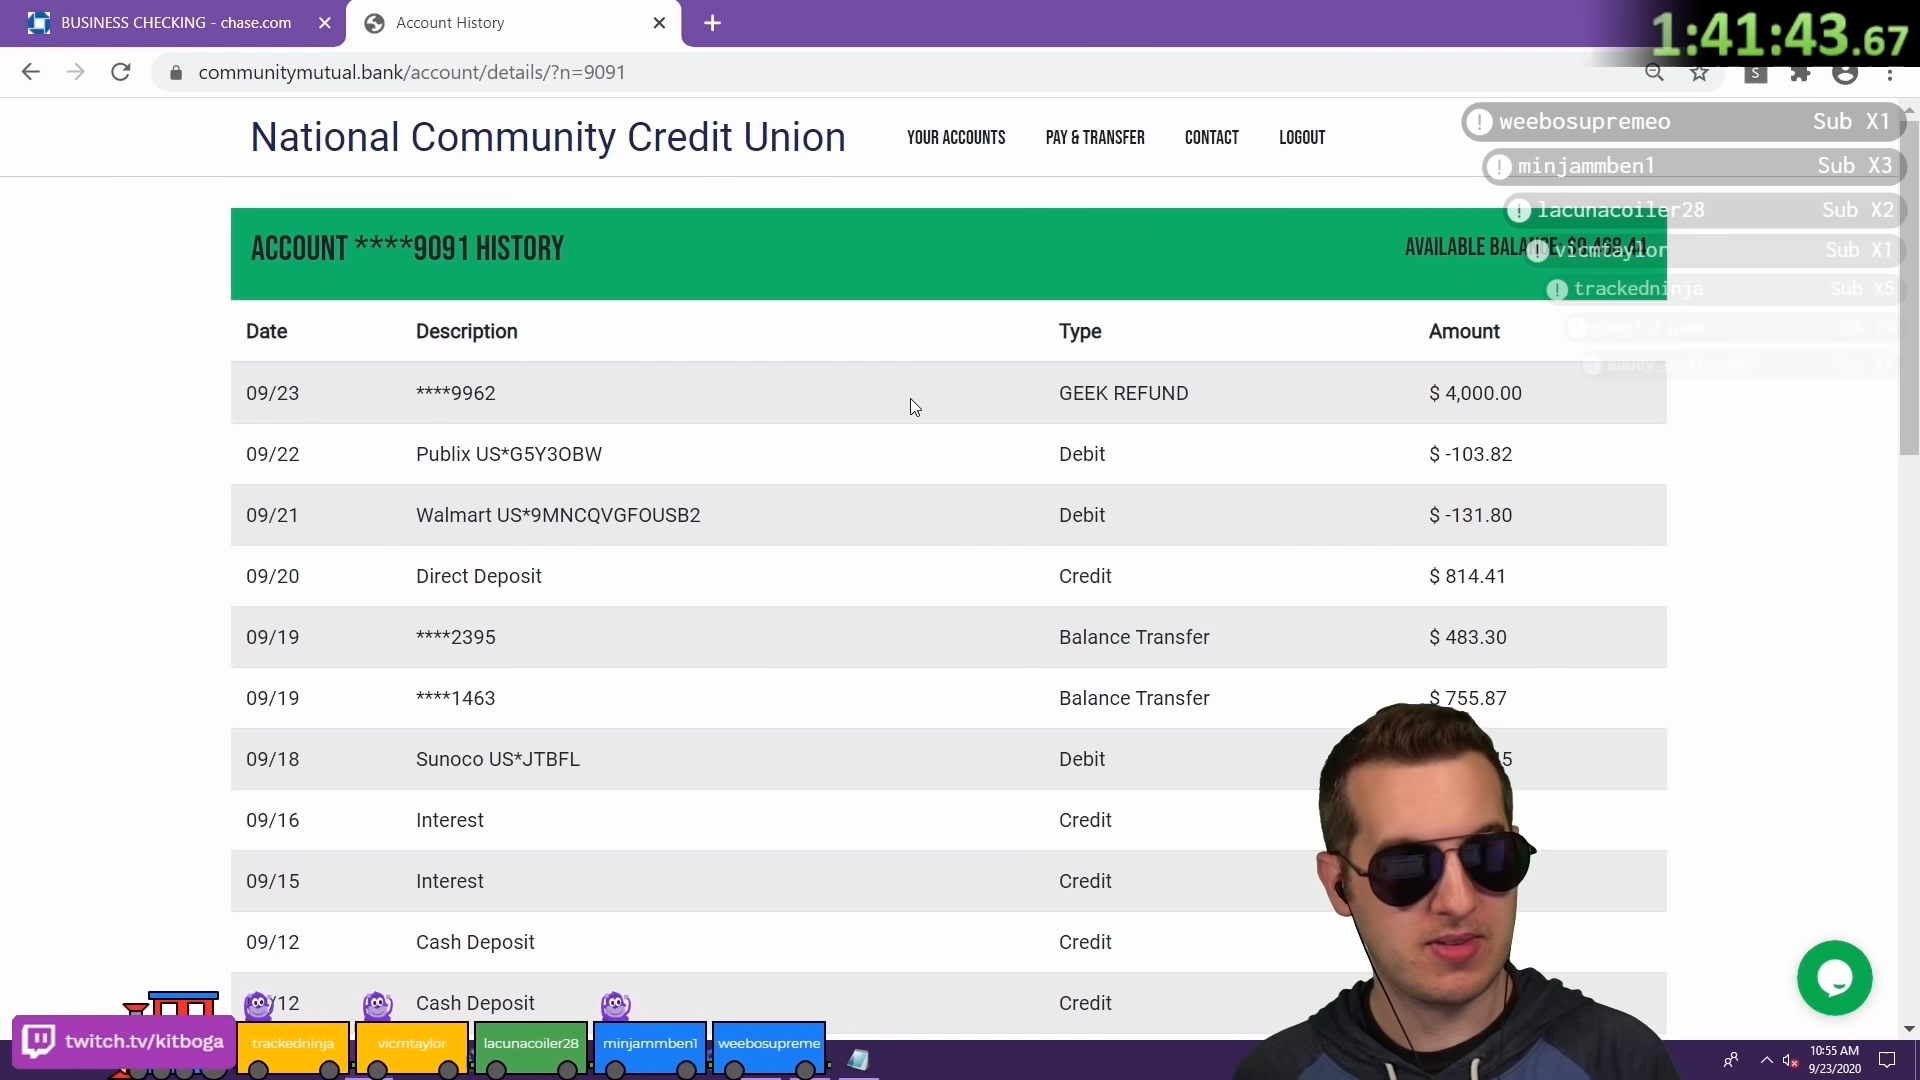 BUSINESS CHECKING - chase.com
Account History
1:41:43.67
communitymutual.bank/account/details/?n=9091
S
National Community Credit Union
YOUR ACCOUNTS
PAY & TRANSFER
CONTACT
LOGOUT
weebosupremeo Sub X1
minjammben1 Sub X3
lacunacoiler28 Sub X2
vicmtaylor Sub X1
trackedninja Sub X5
ACCOUNT ****9091 HISTORY
AVAILABLE BALANCE:
Date Description Type Amount
09/23 ****9962 GEEK REFUND $ 4,000.00
09/22 Publix US*G5Y3OBW Debit $ -103.82
09/21 Walmart US*9MNCQVGFOUSB2 Debit $ -131.80
09/20 Direct Deposit Credit $ 814.41
09/19 ****2395 Balance Transfer $ 483.30
09/19 ****1463 Balance Transfer $ 755.87
09/18 Sunoco US*JTBFL Debit
09/16 Interest Credit
09/15 Interest Credit
09/12 Cash Deposit Credit
/12 Cash Deposit Credit
twitch.tv/kitboga
trackedninja
vicmtaylor
lacunacoiler28
minjammben1
weebosupreme
10:55 AM
9/23/2020